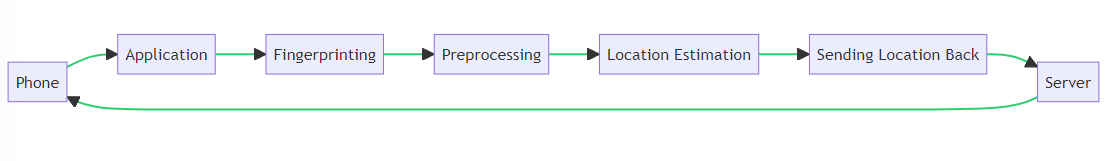 Phone
Application
Fingerprinting
Preprocessing
Location Estimation
Sending Location Back
Server